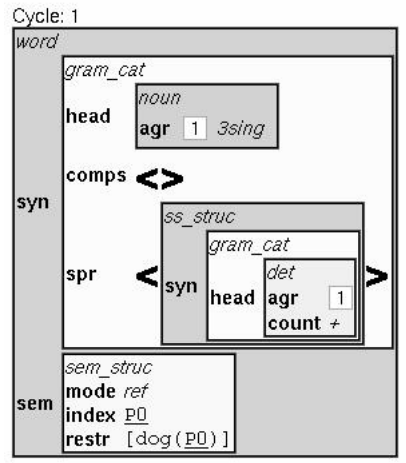 Cycle: 1
word
gram_cat
noun
head
agr 1 3sing
comps <>
syn
ss_struc
gram_cat
spr < syn >
det
head agr 1
count +
sem_struc
mode ref
sem
index P0
restr [dog(P0)]